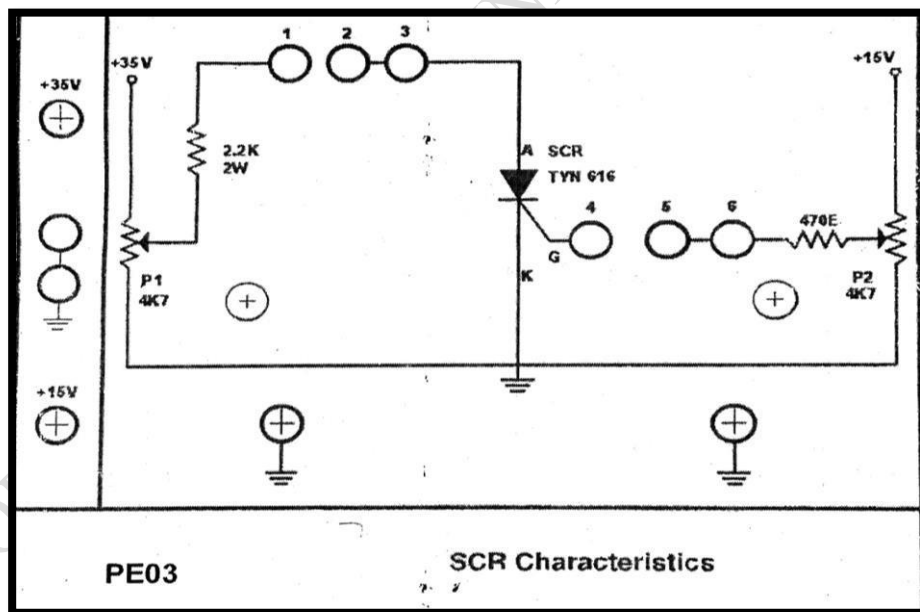 1 2 3
+35V +35V +15V
2.2K
2W
A SCR
TYN 616
4 5 6
470E
G
K
P1
4K7
P2
4K7
+15V
PE03 SCR Characteristics